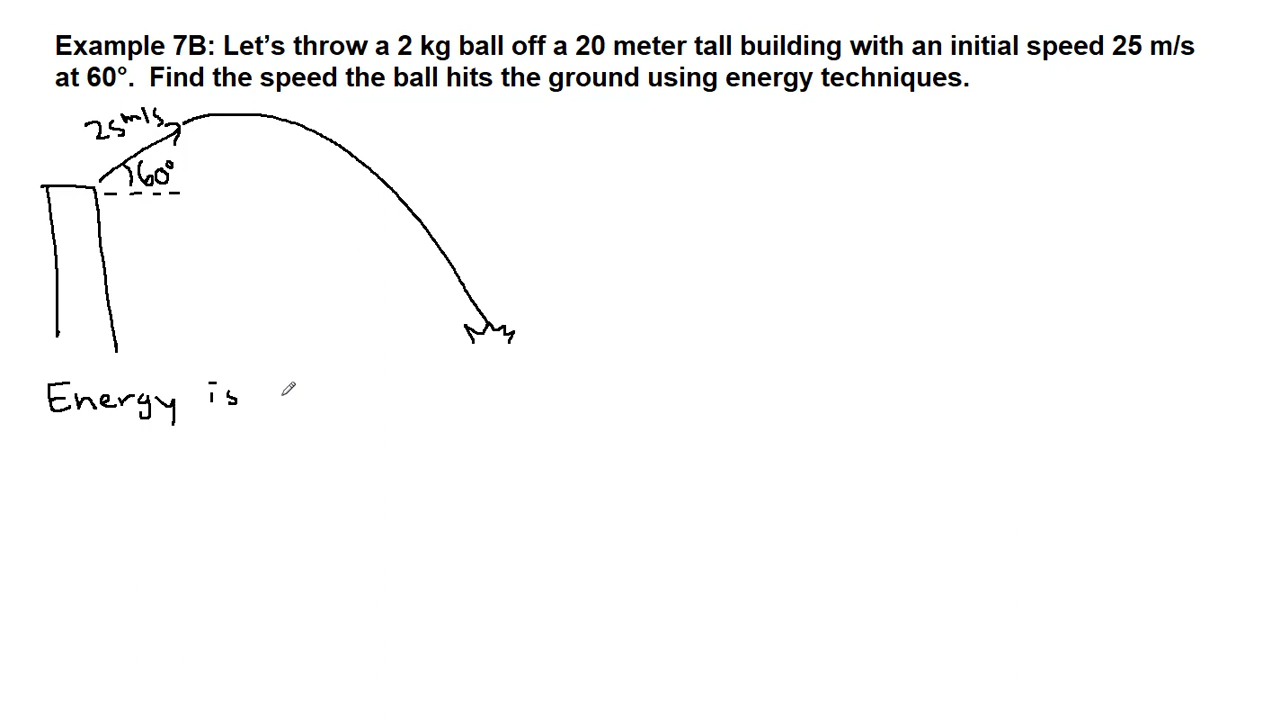 Example 7B: Let’s throw a 2 kg ball off a 20 meter tall building with an initial speed 25 m/s
at 60°.  Find the speed the ball hits the ground using energy techniques.
25 m/s
60°
Energy is